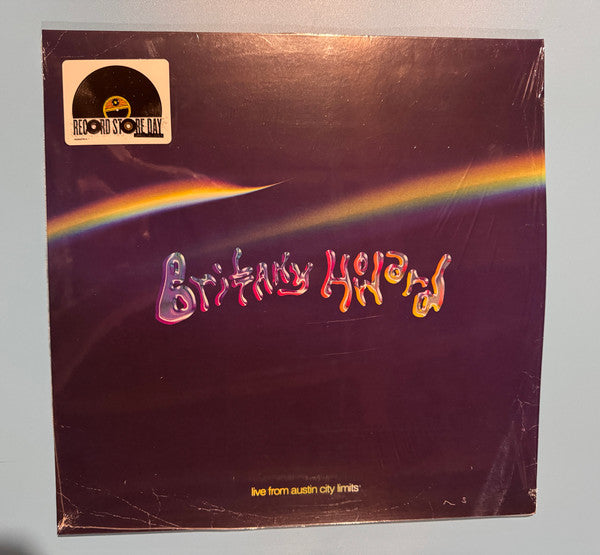 RECORD STORE DAY
Brittany Howard
live from austin city limits